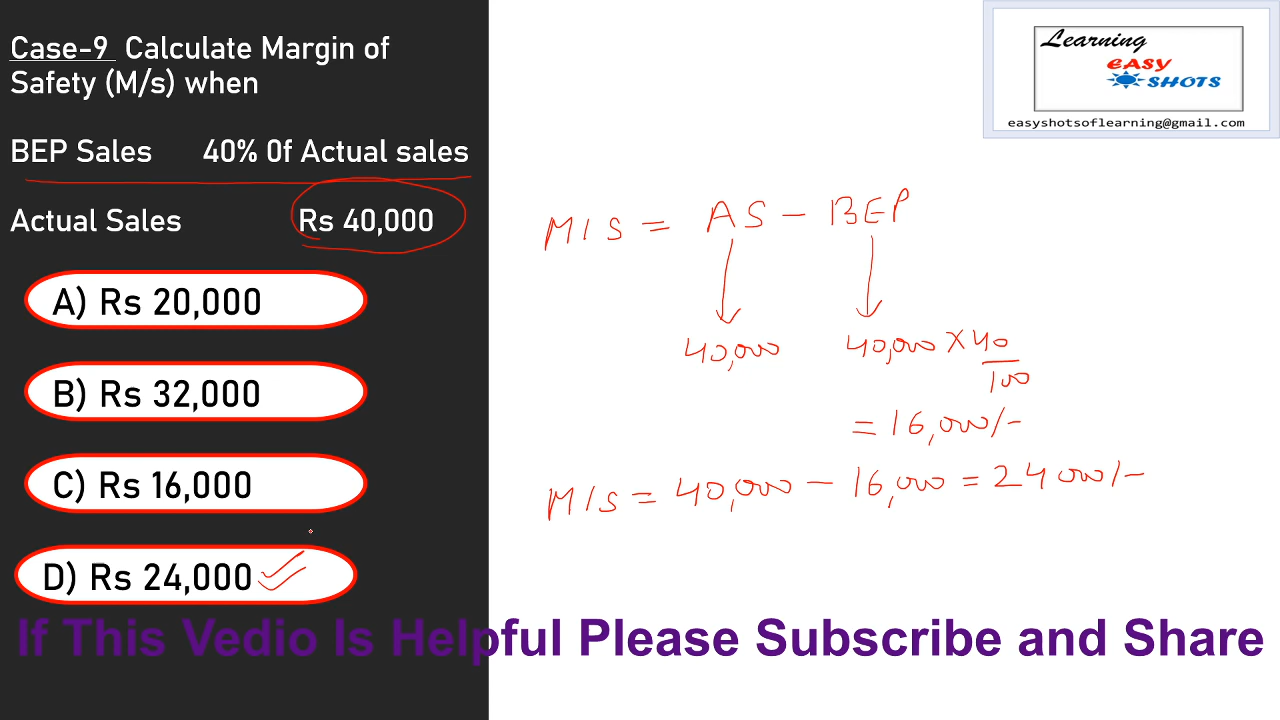 Case-9 Calculate Margin of
Safety (M/s) when
BEP Sales 40% Of Actual sales
Actual Sales Rs 40,000
A) Rs 20,000
B) Rs 32,000
C) Rs 16,000
D) Rs 24,000
Learning
EASY
SHOTS
easyshotsoflearning@gmail.com
M/S = AS - BEP
40,000 40,000 X 40
100
= 16,000/-
M/S = 40,000 - 16,000 = 24000/-
If This Vedio Is Helpful Please Subscribe and Share